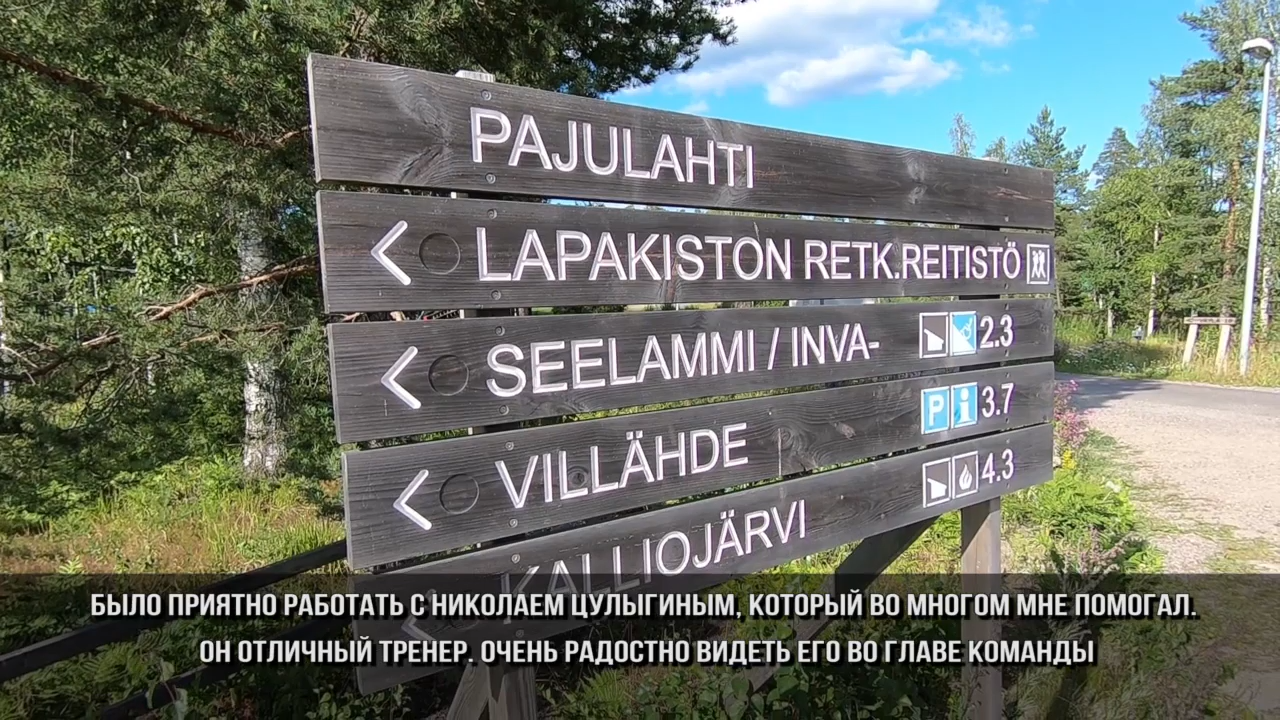 PAJULAHTI
LAPAKISTON RETK.REITISTÖ
SEELAMMI / INVA- 2.3
VILLÄHDE P i 3.7
KALLIOJÄRVI 4.3
БЫЛО ПРИЯТНО РАБОТАТЬ С НИКОЛАЕМ ЦУЛЫГИНЫМ, КОТОРЫЙ ВО МНОГОМ МНЕ ПОМОГАЛ.
ОН ОТЛИЧНЫЙ ТРЕНЕР. ОЧЕНЬ РАДОСТНО ВИДЕТЬ ЕГО ВО ГЛАВЕ КОМАНДЫ